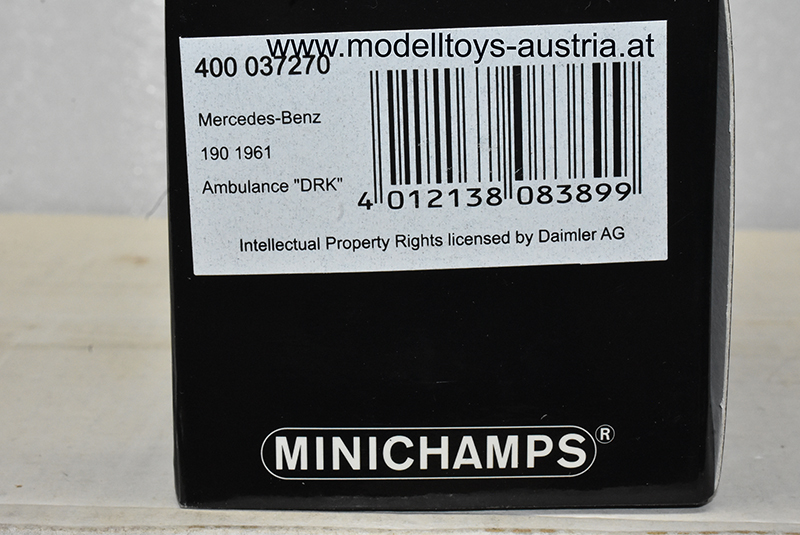 www.modelltoys-austria.at
400 037270
Mercedes-Benz
190 1961
Ambulance "DRK"
4 012138 083899
Intellectual Property Rights licensed by Daimler AG
MINICHAMPS®